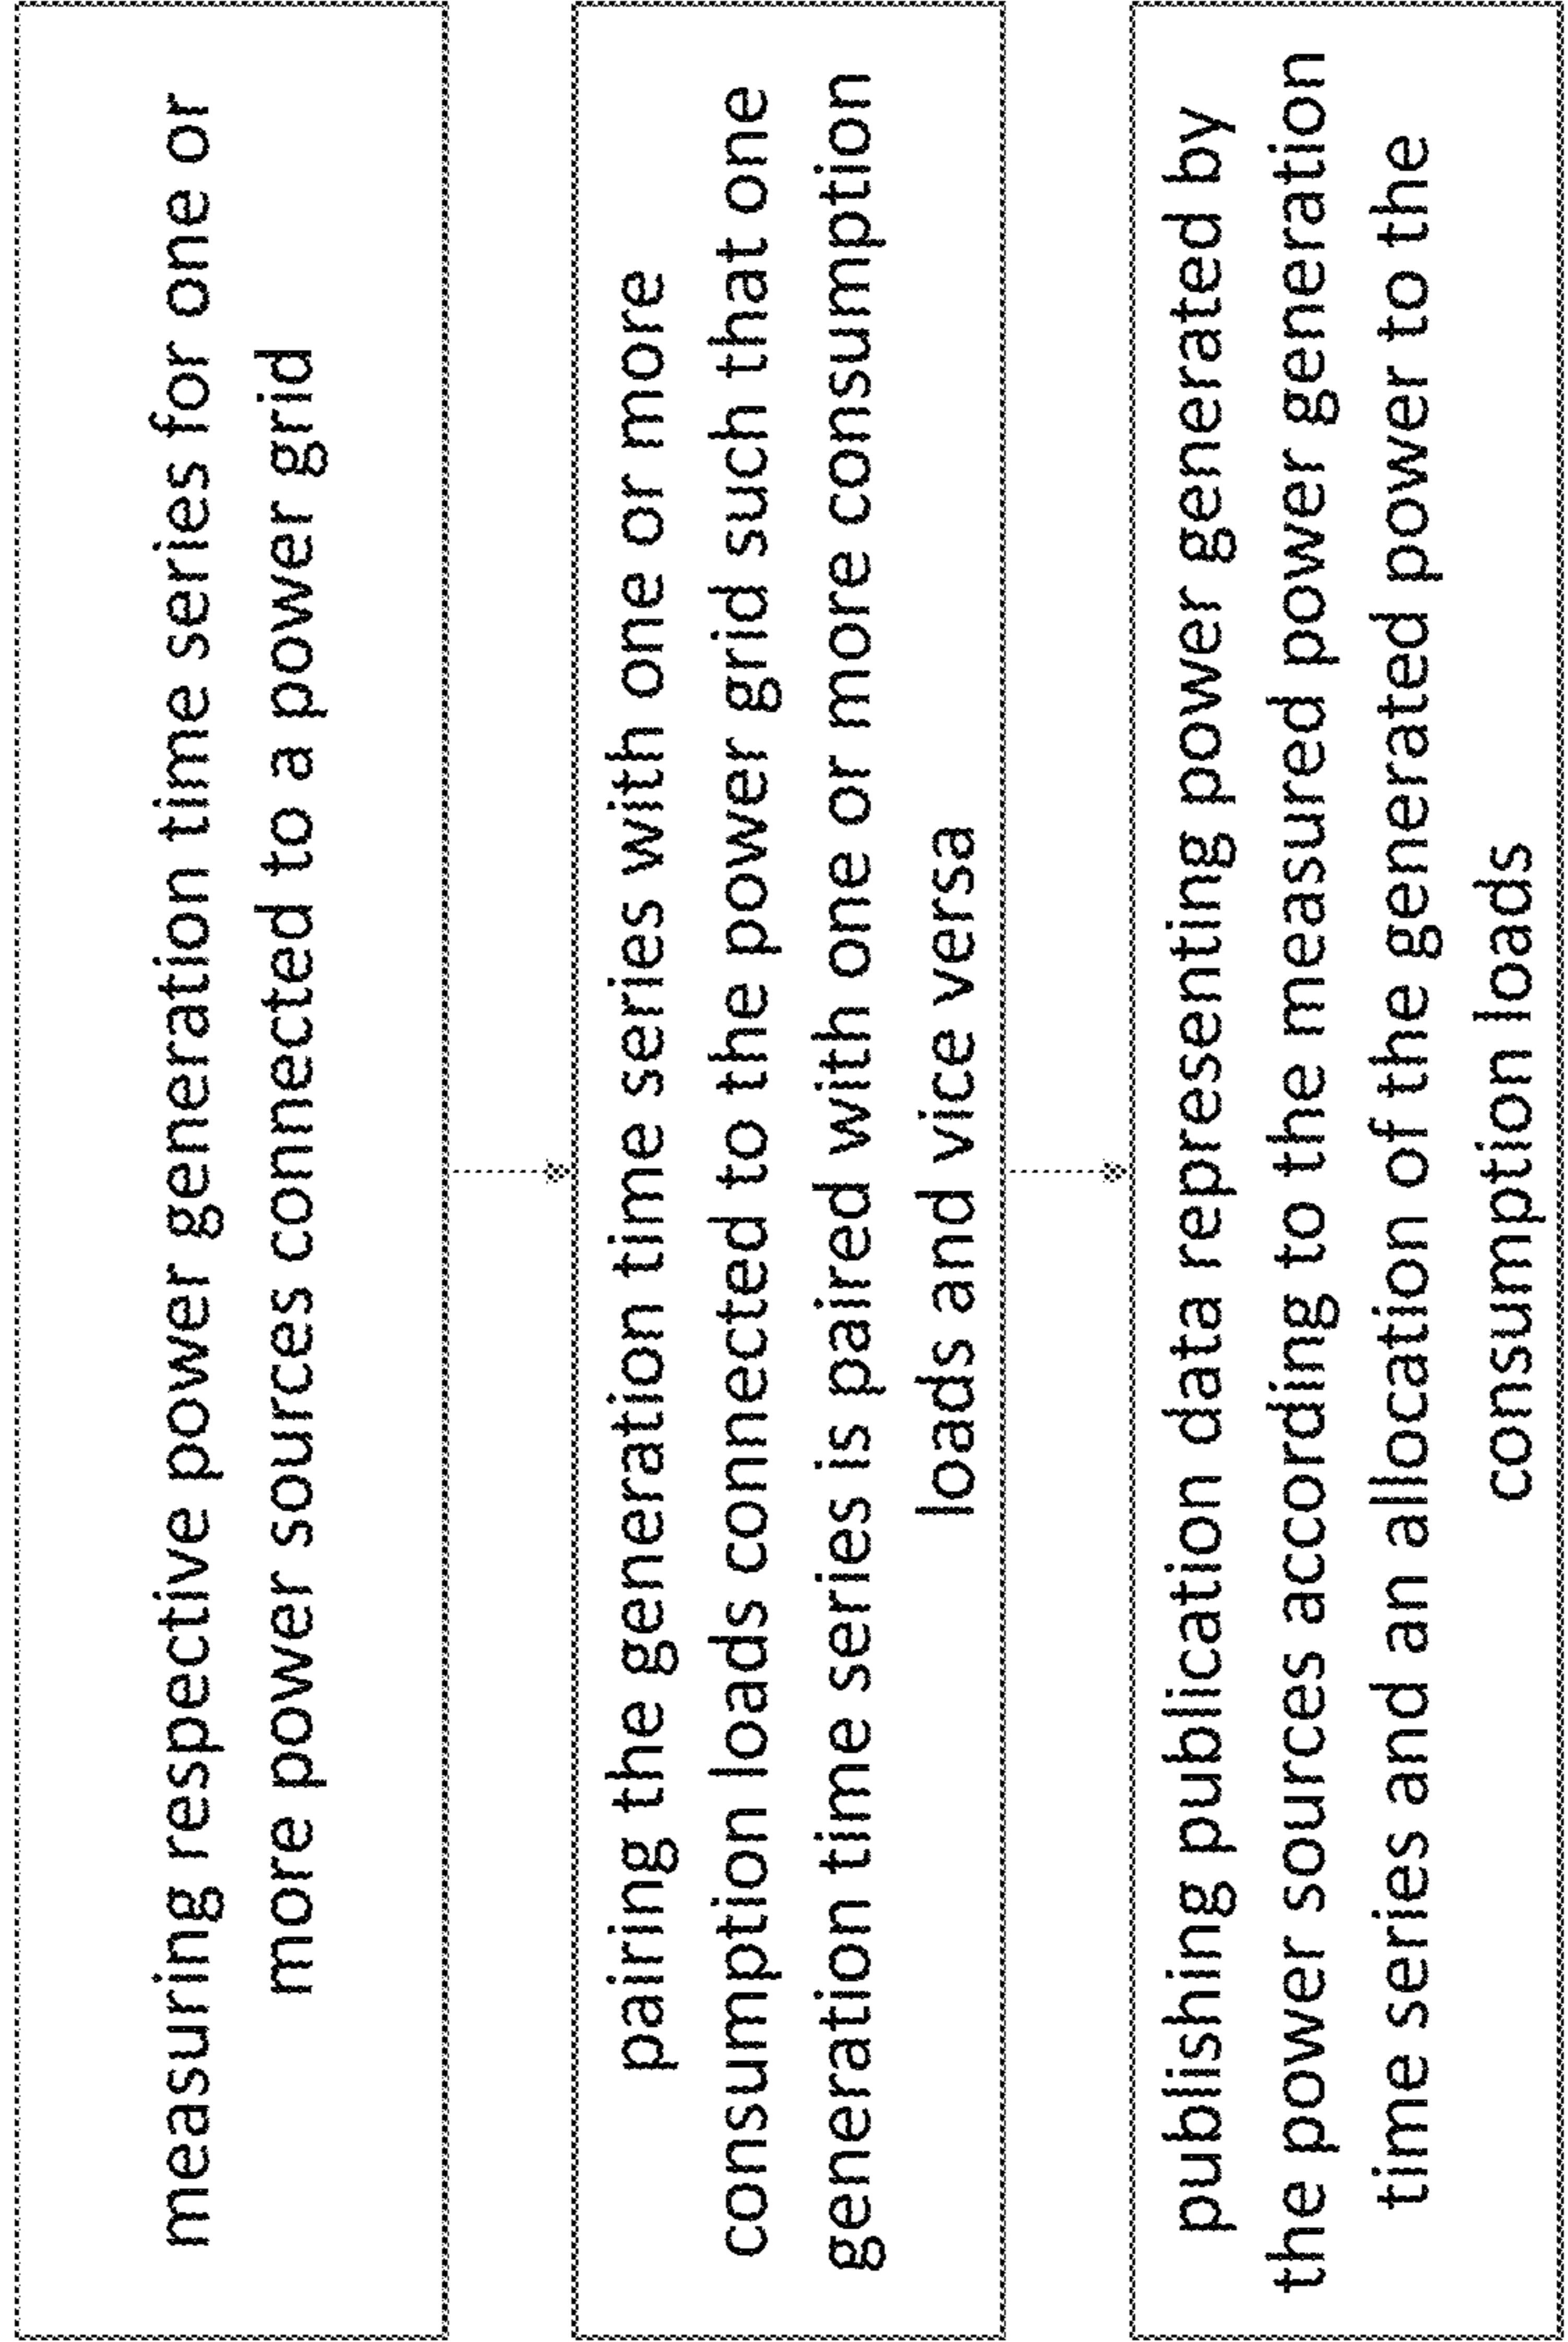 measuring respective power generation time series for one or
more power sources connected to a power grid
pairing the generation time series with one or more
consumption loads connected to the power grid such that one
generation time series is paired with one or more consumption
loads and vice versa
publishing publication data representing power generated by
the power sources according to the measured power generation
time series and an allocation of the generated power to the
consumption loads